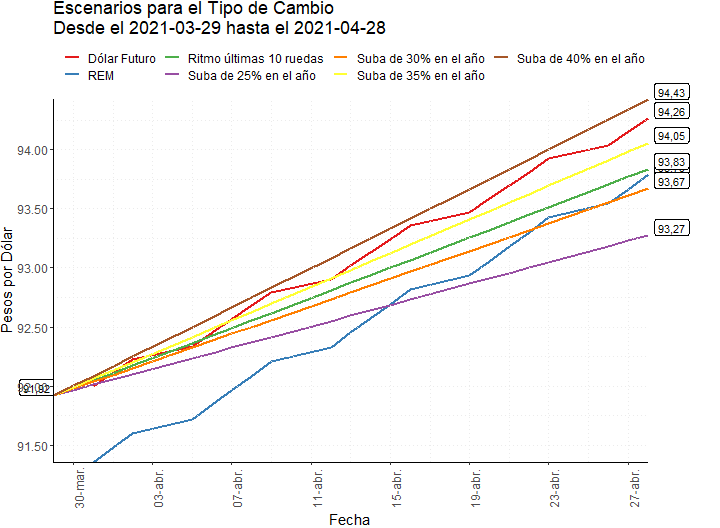 Escenarios para el Tipo de Cambio
Desde el 2021-03-29 hasta el 2021-04-28
Dólar Futuro
Ritmo últimas 10 ruedas
Suba de 30% en el año
Suba de 40% en el año
REM
Suba de 25% en el año
Suba de 35% en el año
94,43
94,26
94,05
93,83
93,67
93,27
94.00
93.50
93.00
92.50
92.00
91,92
91.50
Pesos por Dólar
30-mar.
03-abr.
07-abr.
11-abr.
15-abr.
19-abr.
23-abr.
27-abr.
Fecha